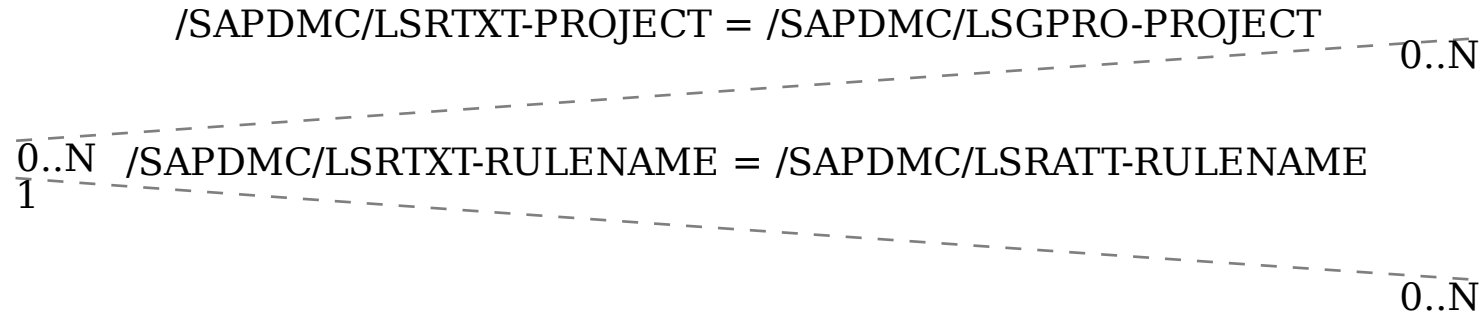 /SAPDMC/LSRTXT-PROJECT = /SAPDMC/LSGPRO-PROJECT
0..N
0..N /SAPDMC/LSRTXT-RULENAME = /SAPDMC/LSRATT-RULENAME
1
0..N